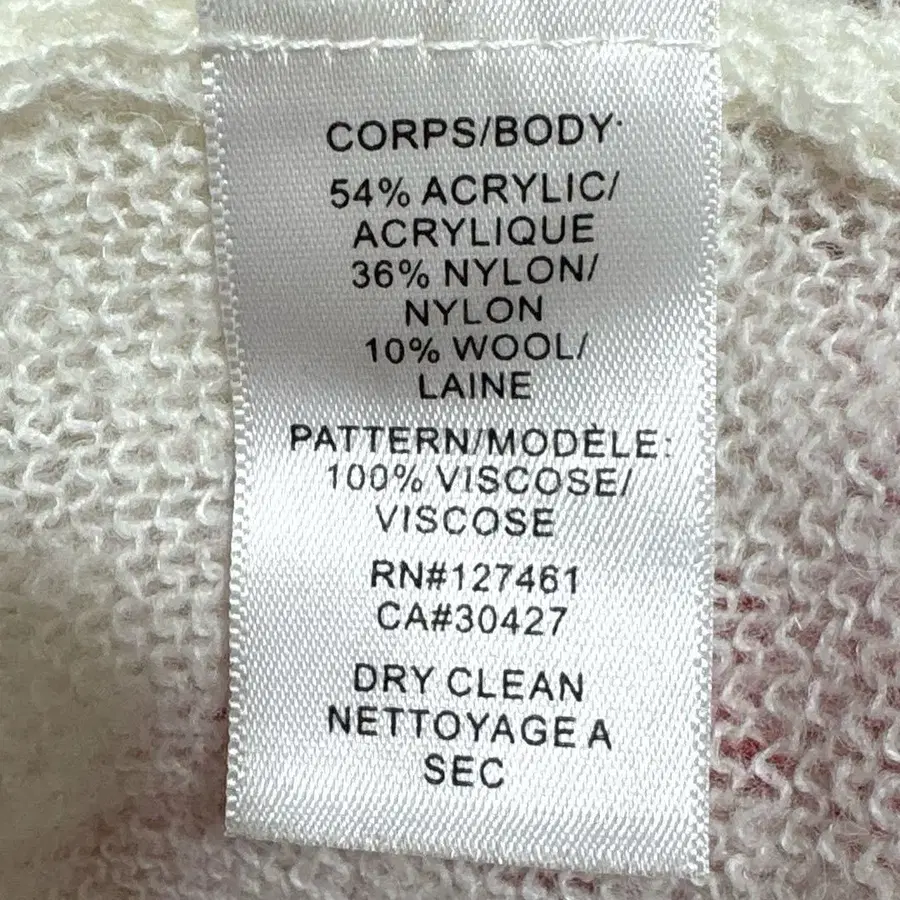 CORPS/BODY:
54% ACRYLIC/
ACRYLIQUE
36% NYLON/
NYLON
10% WOOL/
LAINE
PATTERN/MODÈLE:
100% VISCOSE/
VISCOSE
RN#127461
CA#30427
DRY CLEAN
NETTOYAGE A
SEC